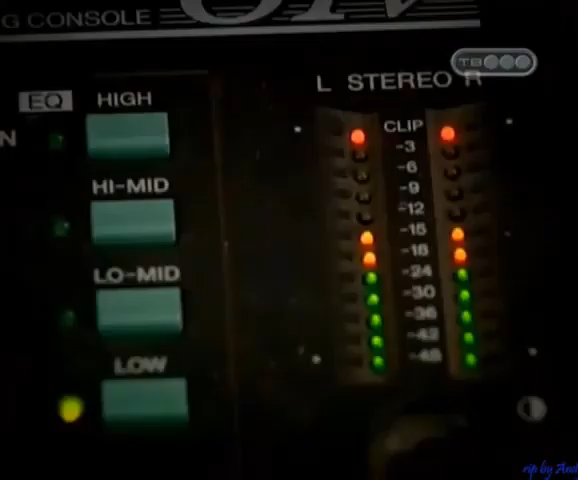 G CONSOLE
L STEREO R
TB
EQ HIGH
N
CLIP
-3
-6
-9
HI-MID
-12
-15
-18
LO-MID
-24
-30
-36
-42
-48
LOW
rip by